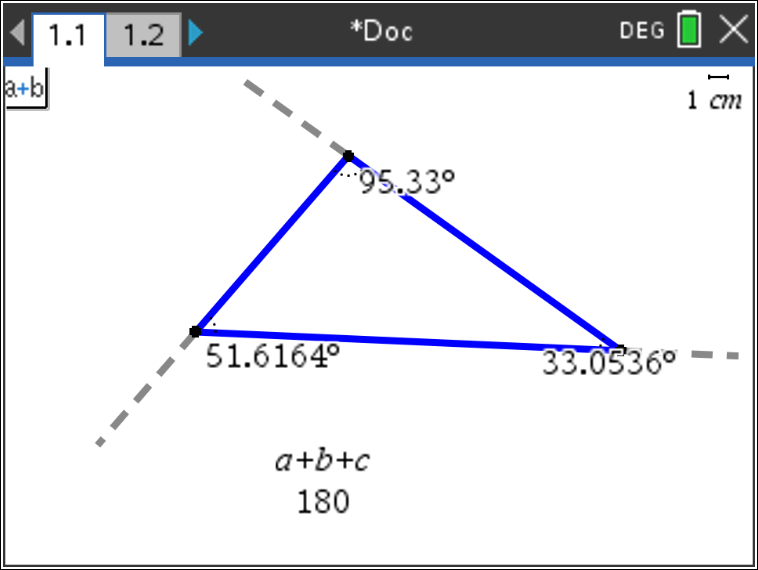 1.1 1.2 *Doc DEG
a+b
1 cm
95.33°
51.6164°
33.0536°
a+b+c
180